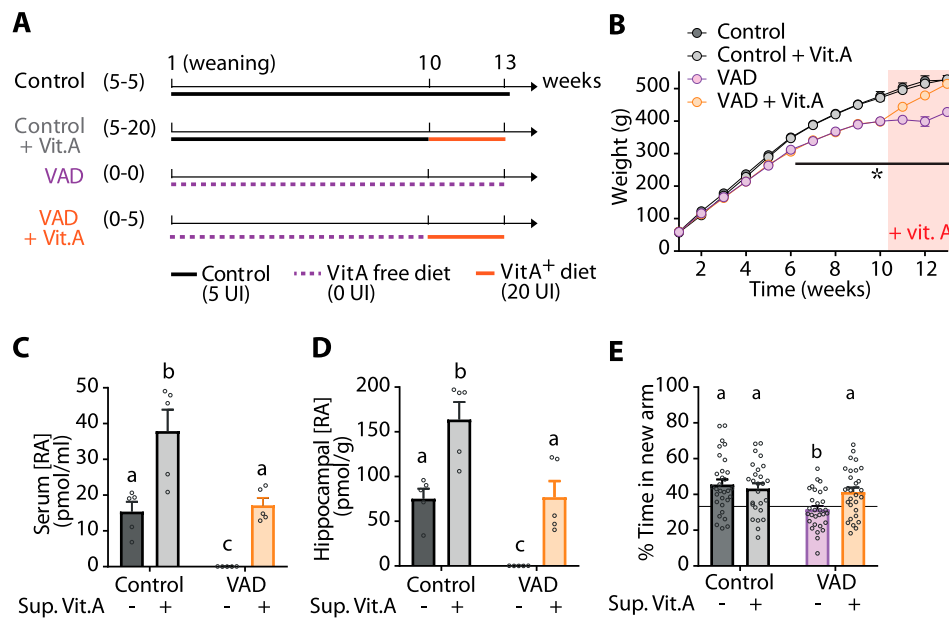 A
1 (weaning) 10 13
Control (5-5) weeks
Control
+ Vit.A (5-20)
VAD (0-0)
VAD
+ Vit.A (0-5)
Control
(5 UI)
VitA free diet
(0 UI)
VitA+ diet
(20 UI)
B
Control
Control + Vit.A
VAD
VAD + Vit.A
Weight (g)
500
400
300
200
100
0
*
+ vit. A
2 4 6 8 10 12
Time (weeks)
C
Serum [RA]
(pmol/ml)
50
40
30
20
10
0
a b c a
Control VAD
Sup. Vit.A - + - +
D
Hippocampal [RA]
(pmol/g)
200
150
100
50
0
a b c a
Control VAD
Sup. Vit.A - + - +
E
% Time in new arm
100
80
60
40
20
0
a a b a
Control VAD
Sup. Vit.A - + - +